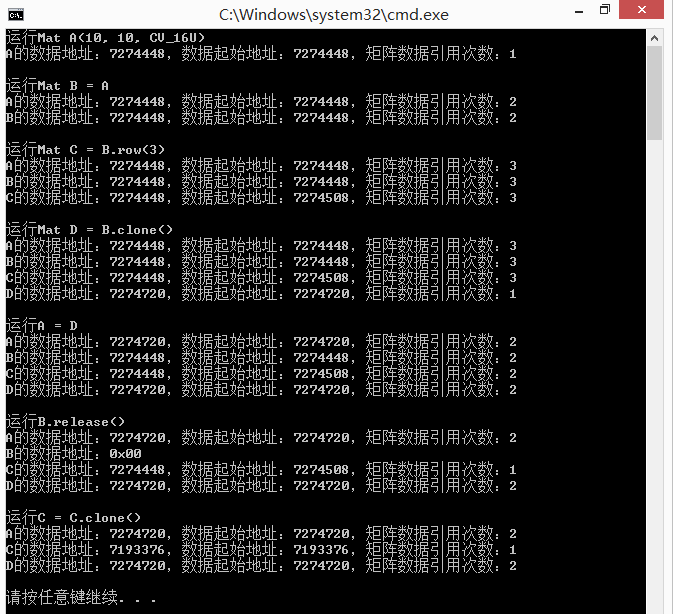 C:\Windows\system32\cmd.exe
运行Mat A(10, 10, CV_16U)
A的数据地址: 7274448, 数据起始地址: 7274448, 矩阵数据引用次数: 1
运行Mat B = A
A的数据地址: 7274448, 数据起始地址: 7274448, 矩阵数据引用次数: 2
B的数据地址: 7274448, 数据起始地址: 7274448, 矩阵数据引用次数: 2
运行Mat C = B.row(3)
A的数据地址: 7274448, 数据起始地址: 7274448, 矩阵数据引用次数: 3
B的数据地址: 7274448, 数据起始地址: 7274448, 矩阵数据引用次数: 3
C的数据地址: 7274448, 数据起始地址: 7274508, 矩阵数据引用次数: 3
运行Mat D = B.clone()
A的数据地址: 7274448, 数据起始地址: 7274448, 矩阵数据引用次数: 3
B的数据地址: 7274448, 数据起始地址: 7274448, 矩阵数据引用次数: 3
C的数据地址: 7274448, 数据起始地址: 7274508, 矩阵数据引用次数: 3
D的数据地址: 7274720, 数据起始地址: 7274720, 矩阵数据引用次数: 1
运行A = D
A的数据地址: 7274720, 数据起始地址: 7274720, 矩阵数据引用次数: 2
B的数据地址: 7274448, 数据起始地址: 7274448, 矩阵数据引用次数: 2
C的数据地址: 7274448, 数据起始地址: 7274508, 矩阵数据引用次数: 2
D的数据地址: 7274720, 数据起始地址: 7274720, 矩阵数据引用次数: 2
运行B.release()
A的数据地址: 7274720, 数据起始地址: 7274720, 矩阵数据引用次数: 2
B的数据地址: 0x00
C的数据地址: 7274448, 数据起始地址: 7274508, 矩阵数据引用次数: 1
D的数据地址: 7274720, 数据起始地址: 7274720, 矩阵数据引用次数: 2
运行C = C.clone()
A的数据地址: 7274720, 数据起始地址: 7274720, 矩阵数据引用次数: 2
C的数据地址: 7193376, 数据起始地址: 7193376, 矩阵数据引用次数: 1
D的数据地址: 7274720, 数据起始地址: 7274720, 矩阵数据引用次数: 2
请按任意键继续. . .